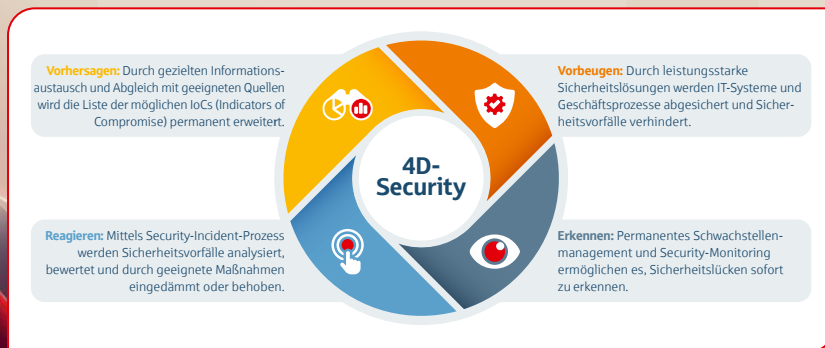 Vorhersagen: Durch gezielten Informations-
austausch und Abgleich mit geeigneten Quellen
wird die Liste der möglichen IoCs (Indicators of
Compromise) permanent erweitert.
Vorbeugen: Durch leistungsstarke
Sicherheitslösungen werden IT-Systeme und
Geschäftsprozesse abgesichert und Sicher-
heitsvorfälle verhindert.
4D-
Security
Reagieren: Mittels Security-Incident-Prozess
werden Sicherheitsvorfälle analysiert,
bewertet und durch geeignete Maßnahmen
eingedämmt oder behoben.
Erkennen: Permanentes Schwachstellen-
management und Security-Monitoring
ermöglichen es, Sicherheitslücken sofort
zu erkennen.